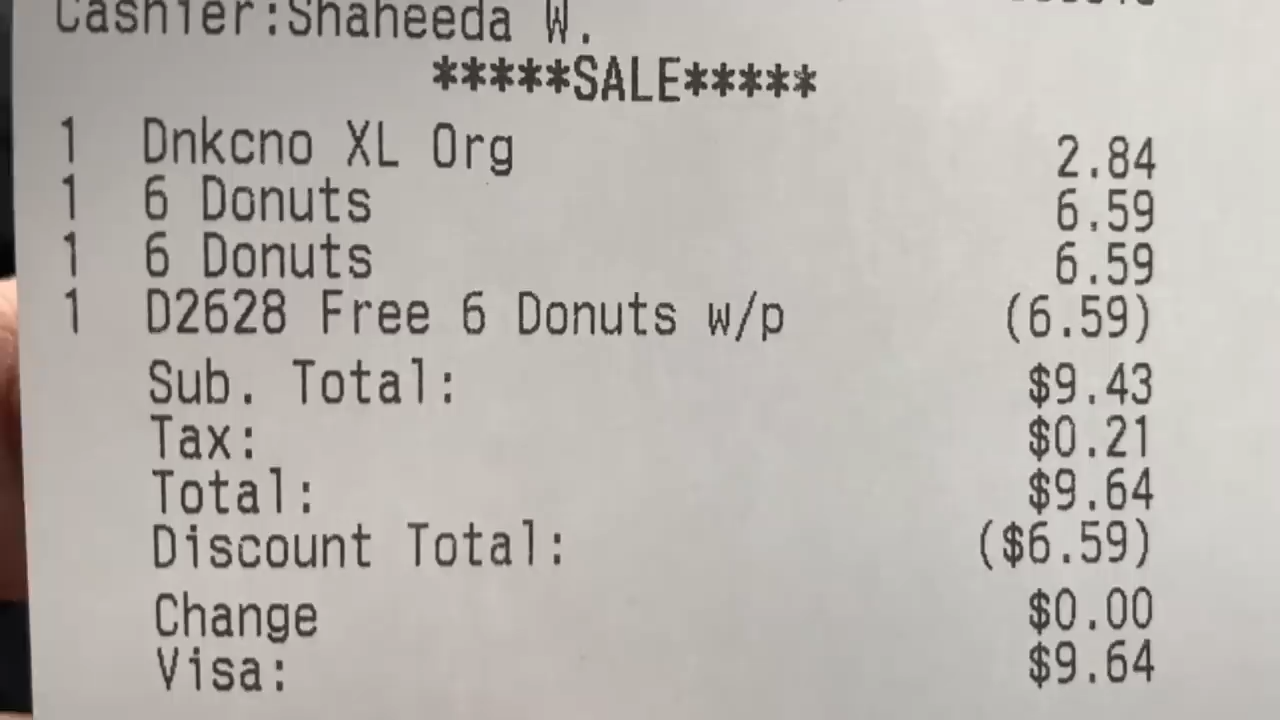 Cashier:Shaheeda W.
*****SALE*****
1 Dnkcno XL Org 2.84
1 6 Donuts 6.59
1 6 Donuts 6.59
1 D2628 Free 6 Donuts w/p (6.59)
Sub. Total: $9.43
Tax: $0.21
Total: $9.64
Discount Total: ($6.59)
Change $0.00
Visa: $9.64